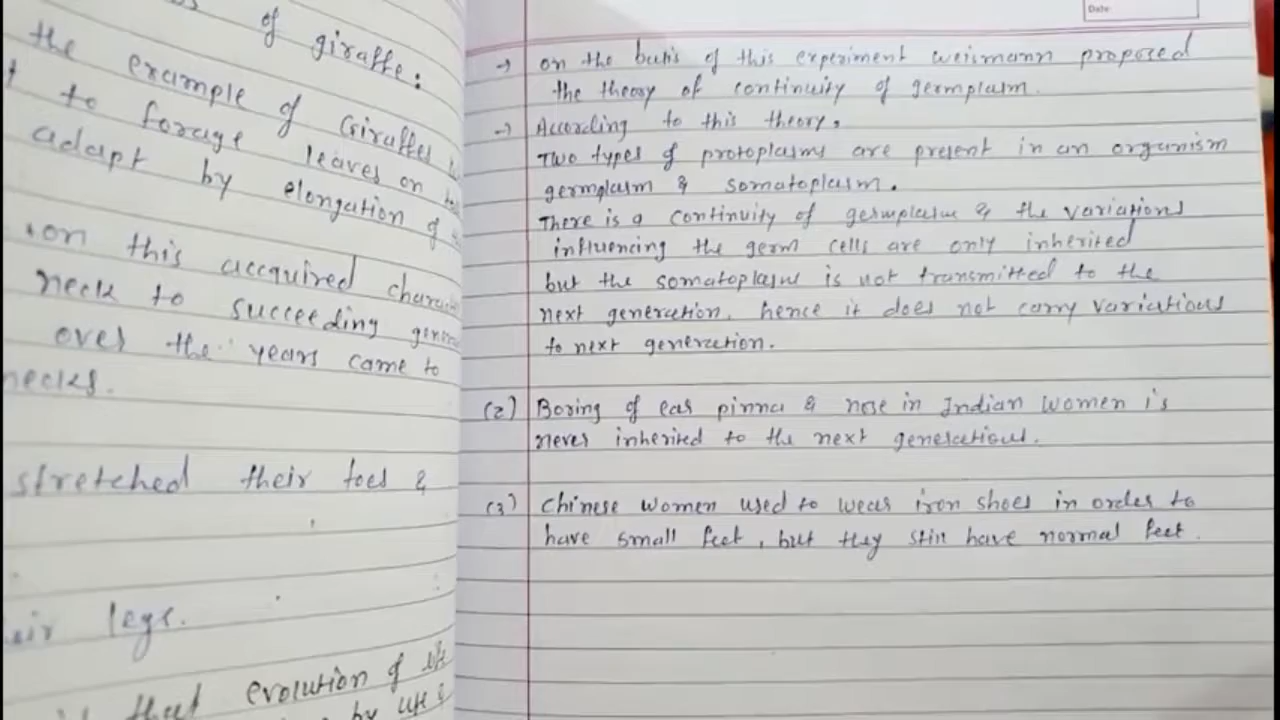 of giraffe:
the example of Giraffes
to forage leaves on
adapt by elongation of
on this accquired
neck to succeeding
over the years came to
necks.
stretched their toes &
legs.
that evolution of
by use &
Date
→ on the batis of this experiment weismann proposed
the theory of continuity of germplasm.
→ According to this theory,
Two types of protoplasms are present in an organism
germplasm & somatoplasm.
There is a continuity of germplasm & the variations
influencing the germ cells are only inherited
but the somatoplasm is not transmitted to the
next generation, hence it does not carry variations
to next generation.
(2) Boring of ear pinna & nose in Indian women is
never inherited to the next generations.
(3) Chinese women used to wear iron shoes in order to
have small feet, but they still have normal feet.